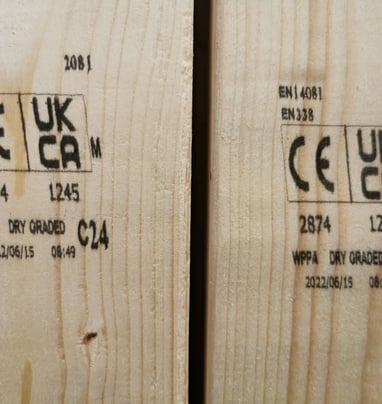 2081
UK
CA M
4 1245
DRY GRADED C24
2/06/15 08:49
EN14081
EN338
CE UK
C
2874 12
WPPA DRY GRADED
2022/06/15 08: